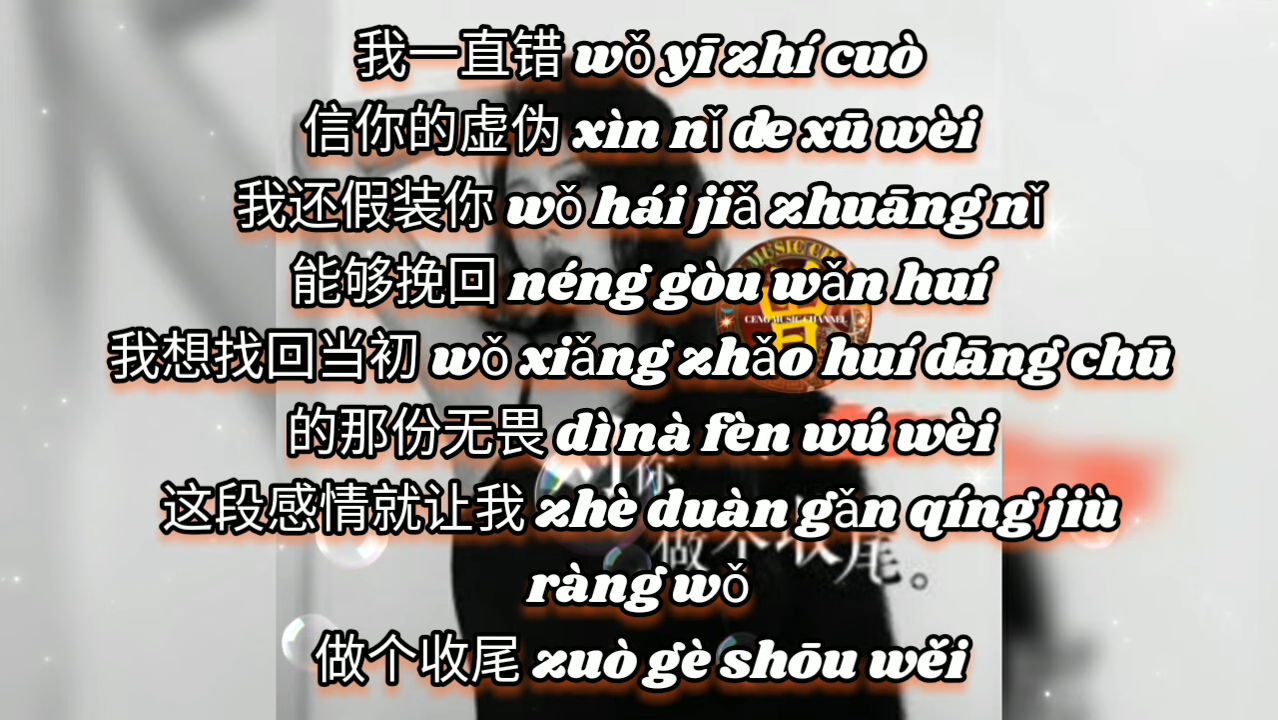 我一直错 wǒ yī zhí cuò
信你的虚伪 xìn nǐ de xū wèi
我还假装你 wǒ hái jiǎ zhuāng nǐ
能够挽回 néng gòu wǎn huí
CENG MUSIC CHANNEL
我想找回当初 wǒ xiǎng zhǎo huí dāng chū
的那份无畏 dì nà fèn wú wèi
这段感情就让我 zhè duàn gǎn qíng jiù
ràng wǒ
做个收尾 zuò gè shōu wěi